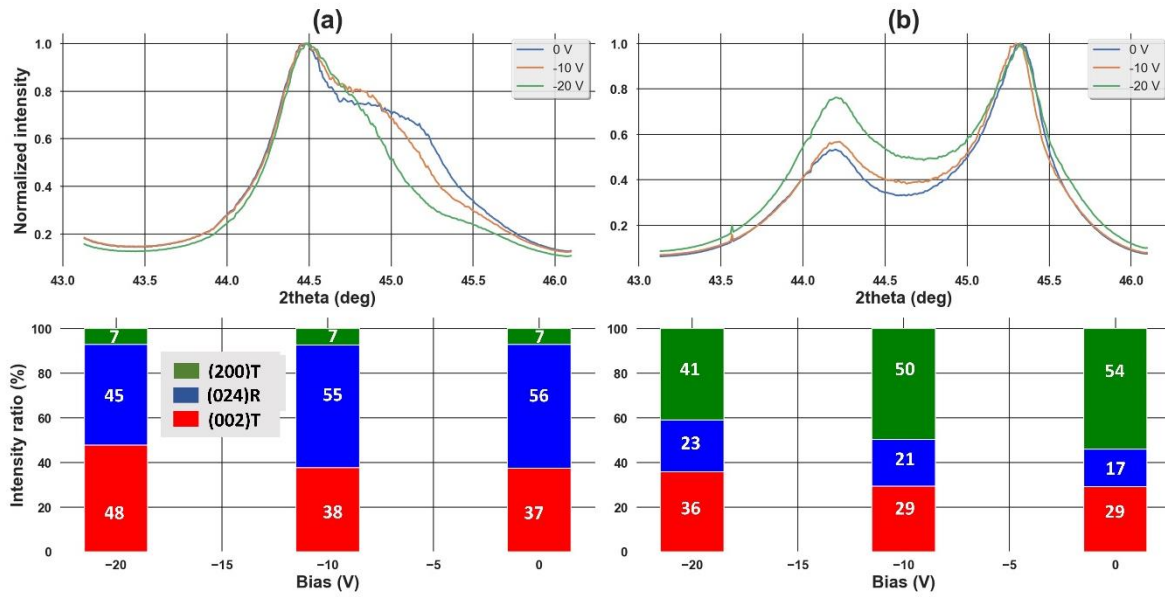 (a)
Normalized intensity
1.0
0.8
0.6
0.4
0.2
0 V
-10 V
-20 V
43.0 43.5 44.0 44.5 45.0 45.5 46.0
2theta (deg)
(b)
1.0
0.8
0.6
0.4
0.2
0 V
-10 V
-20 V
43.0 43.5 44.0 44.5 45.0 45.5 46.0
2theta (deg)
Intensity ratio (%)
100
80
60
40
20
0
7 7 7
45 55 56
48 38 37
(200)T
(024)R
(002)T
−20 −15 −10 −5 0
Bias (V)
100
80
60
40
20
0
41 50 54
23 21 17
36 29 29
−20 −15 −10 −5 0
Bias (V)